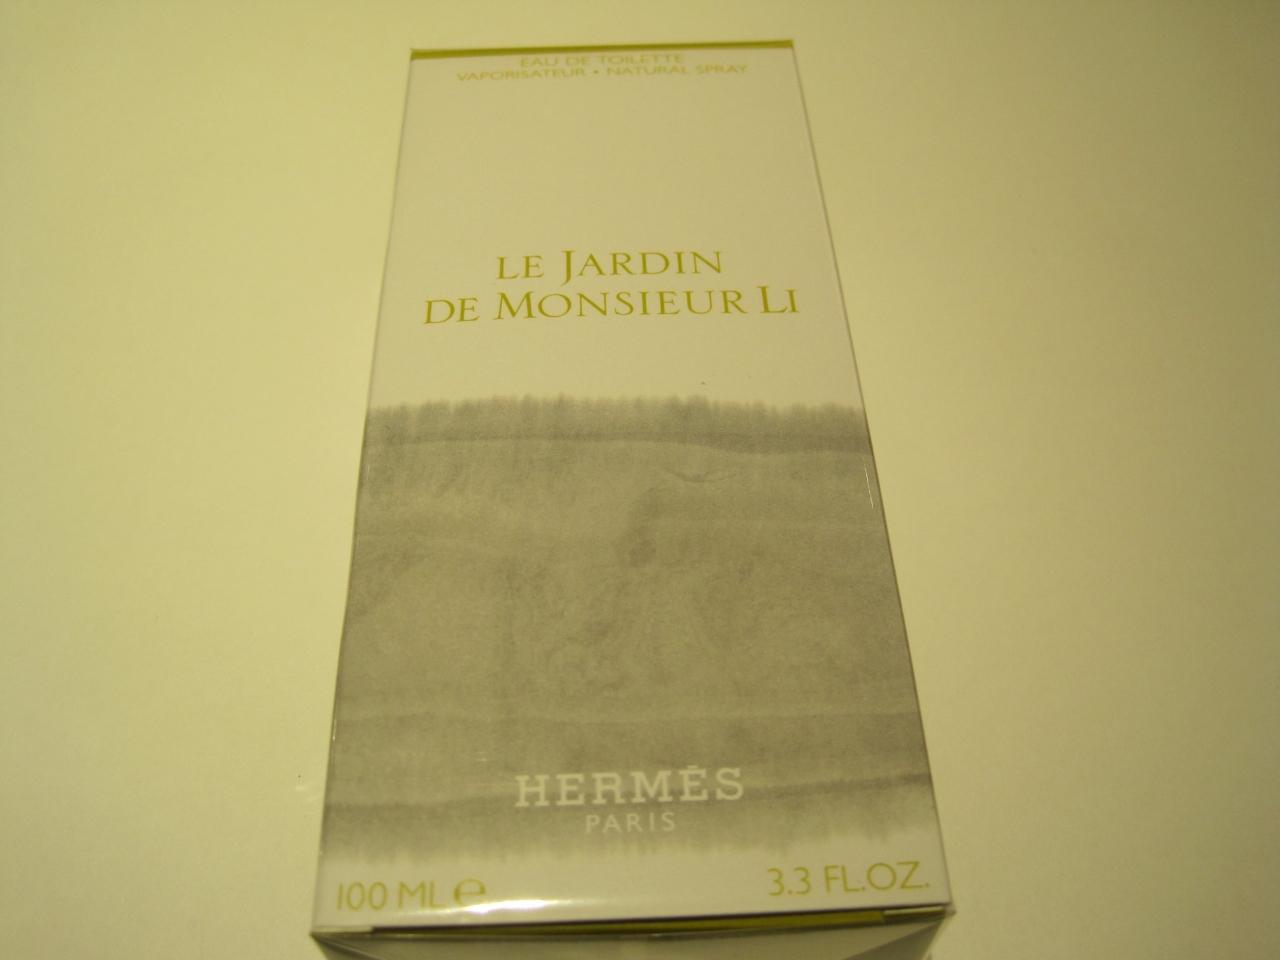 EAU DE TOILETTE
VAPORISATEUR • NATURAL SPRAY
LE JARDIN
DE MONSIEUR LI
HERMÈS
PARIS
100 ML ℮
3.3 FL.OZ.